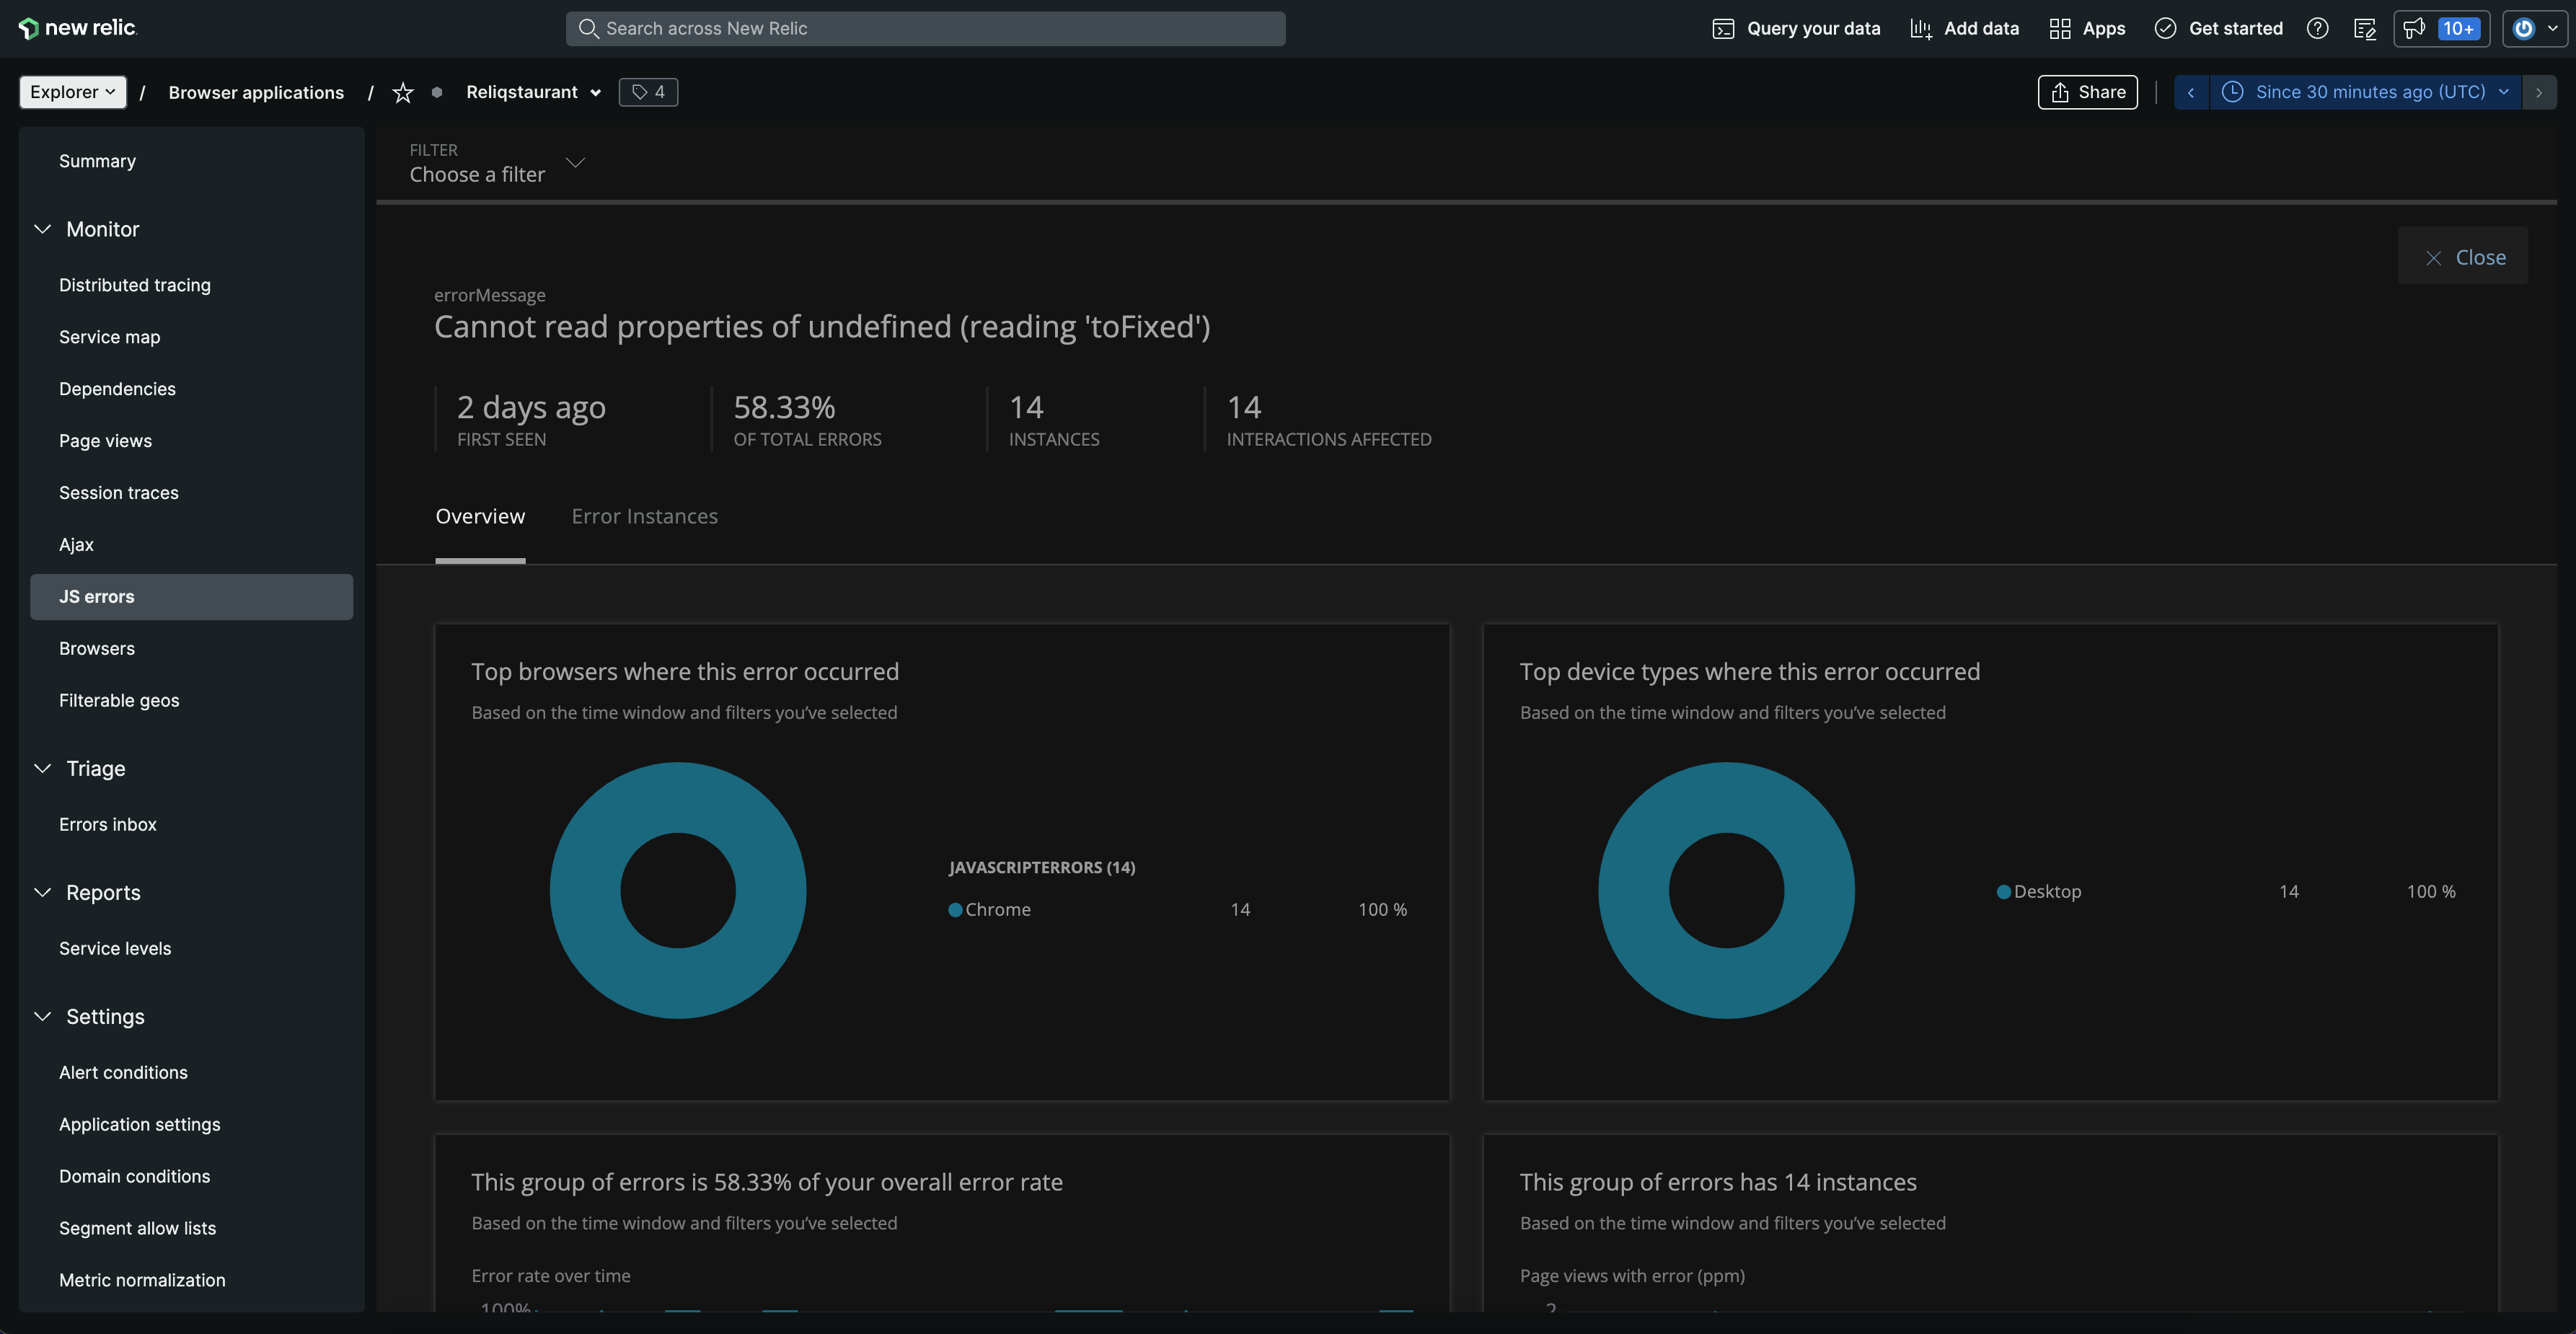 new relic.
Search across New Relic
Query your data
Add data
Apps
Get started
10+
Explorer / Browser applications / Reliqstaurant 4
Share
Since 30 minutes ago (UTC)
Summary
Monitor
Distributed tracing
Service map
Dependencies
Page views
Session traces
Ajax
JS errors
Browsers
Filterable geos
Triage
Errors inbox
Reports
Service levels
Settings
Alert conditions
Application settings
Domain conditions
Segment allow lists
Metric normalization
FILTER
Choose a filter
Close
errorMessage
Cannot read properties of undefined (reading 'toFixed')
2 days ago
FIRST SEEN
58.33%
OF TOTAL ERRORS
14
INSTANCES
14
INTERACTIONS AFFECTED
Overview
Error Instances
Top browsers where this error occurred
Based on the time window and filters you’ve selected
JAVASCRIPTERRORS (14)
Chrome 14 100 %
Top device types where this error occurred
Based on the time window and filters you’ve selected
Desktop 14 100 %
This group of errors is 58.33% of your overall error rate
Based on the time window and filters you’ve selected
Error rate over time
100%
This group of errors has 14 instances
Based on the time window and filters you’ve selected
Page views with error (ppm)
2